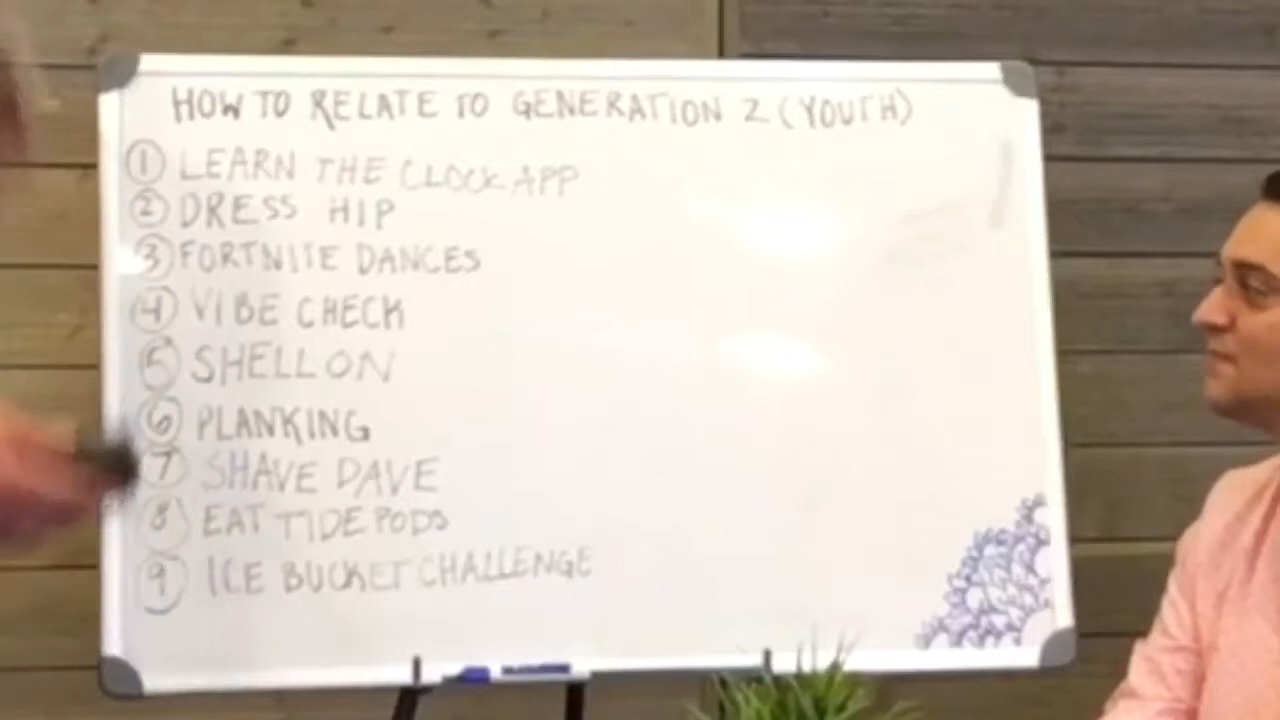 HOW TO RELATE TO GENERATION Z (YOUTH)
1 LEARN THE CLOCK APP
2 DRESS HIP
3 FORTNITE DANCES
4 VIBE CHECK
5 SHELLON
6 PLANKING
7 SHAVE DAVE
8 EAT TIDE PODS
9 ICE BUCKET CHALLENGE